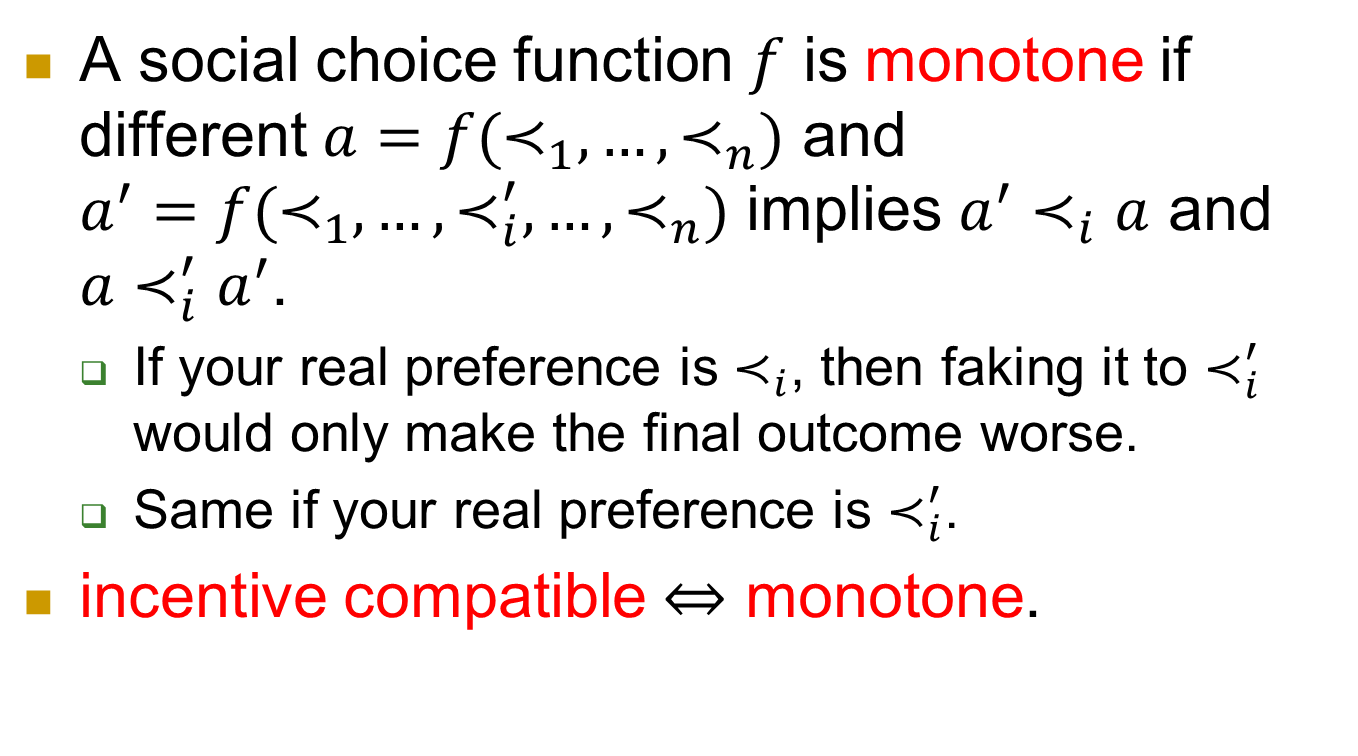 ■ A social choice function 𝑓 is monotone if
different 𝑎 = 𝑓(≺₁, … , ≺ₙ) and
𝑎′ = 𝑓(≺₁, … , ≺ᵢ′, … , ≺ₙ) implies 𝑎′ ≺ᵢ 𝑎 and
𝑎 ≺ᵢ′ 𝑎′.
❑ If your real preference is ≺ᵢ, then faking it to ≺ᵢ′
would only make the final outcome worse.
❑ Same if your real preference is ≺ᵢ′.
■ incentive compatible ⇔ monotone.